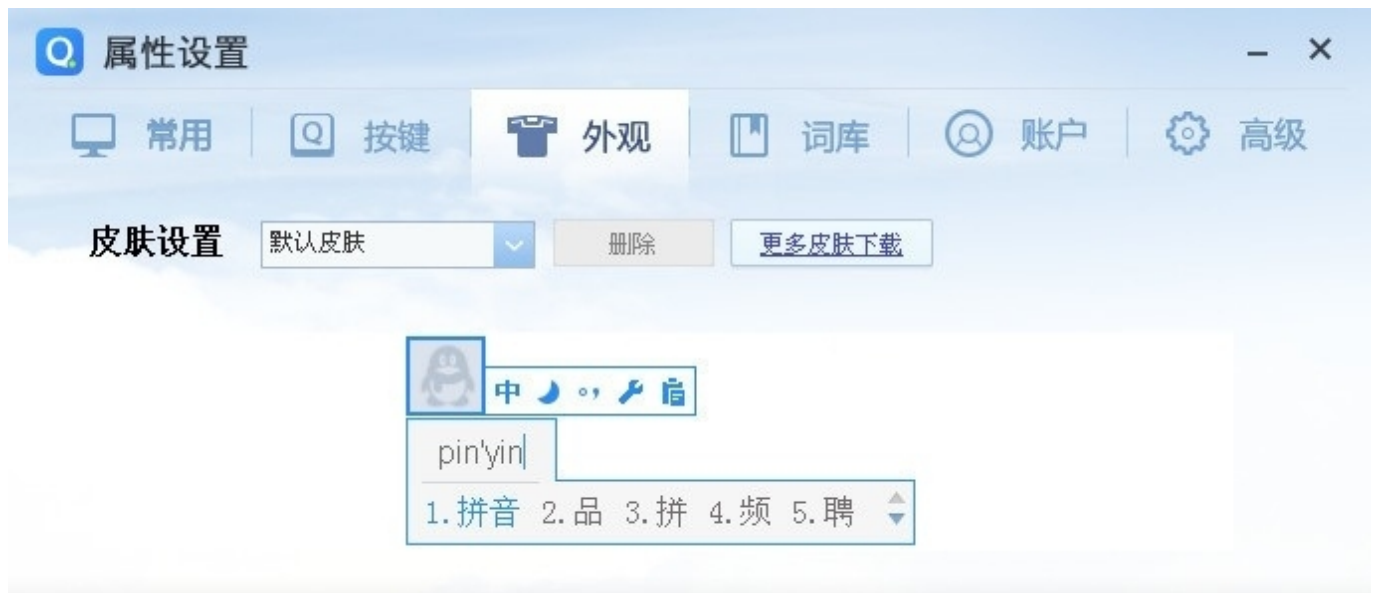 属性设置
常用 按键 外观 词库 账户 高级
皮肤设置 默认皮肤 删除 更多皮肤下载
中
pin'yin
1.拼音 2.品 3.拼 4.频 5.聘